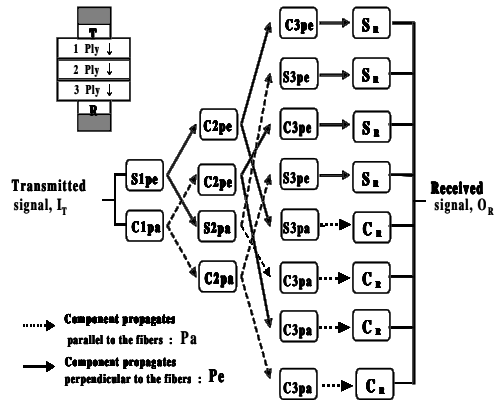 T
1 Ply ↓
2 Ply ↓
3 Ply ↓
R
Transmitted
signal, I_T
S1pe
C1pa
C2pe
C2pe
S2pa
C2pa
C3pe
S3pe
C3pe
S3pe
S3pa
C3pa
C3pa
C3pa
S_R
S_R
S_R
S_R
C_R
C_R
C_R
C_R
Received
signal, O_R
Component propagates
parallel to the fibers : Pa
Component propagates
perpendicular to the fibers : Pe